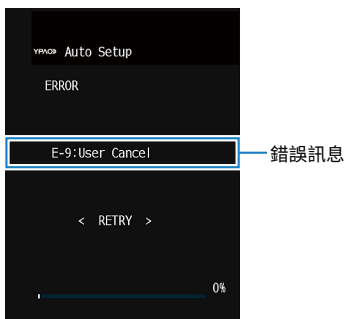 YPAO Auto Setup
ERROR
E-9:User Cancel
錯誤訊息
< RETRY >
0%